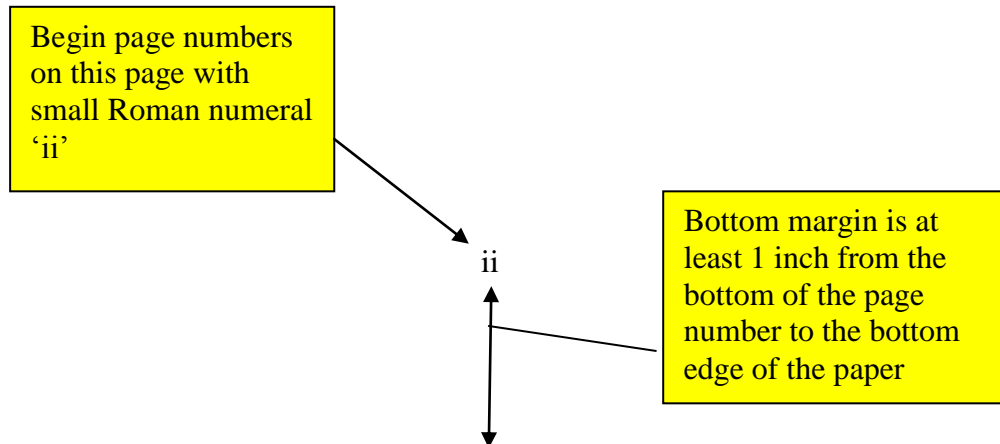 Begin page numbers
on this page with
small Roman numeral
‘ii’
ii
Bottom margin is at
least 1 inch from the
bottom of the page
number to the bottom
edge of the paper